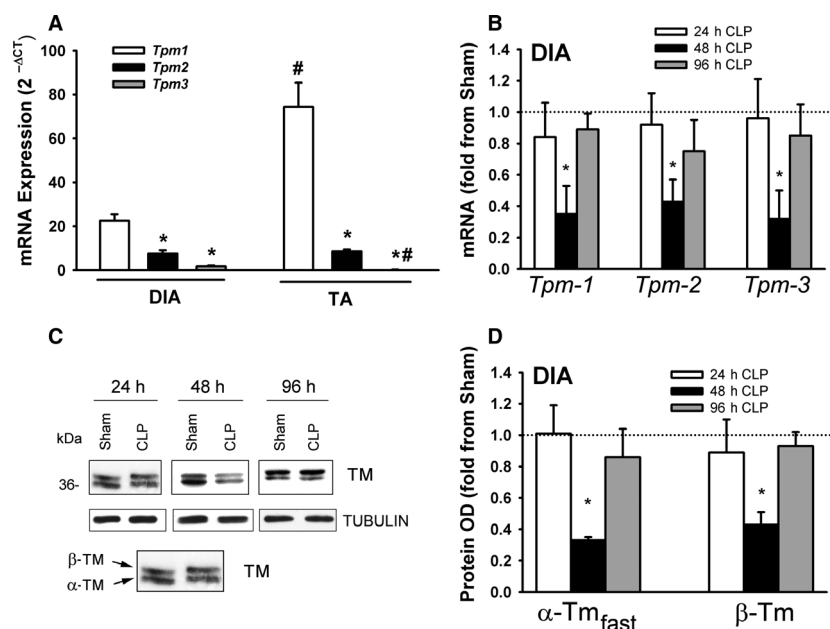 A
mRNA Expression (2 –ΔCT)
100
80
60
40
20
0
Tpm1
Tpm2
Tpm3
#
*
*
*
*#
DIA
TA
B
mRNA (fold from Sham)
1.4
1.2
1.0
0.8
0.6
0.4
0.2
0.0
DIA
24 h CLP
48 h CLP
96 h CLP
*
*
*
Tpm-1
Tpm-2
Tpm-3
C
24 h
48 h
96 h
kDa
Sham
CLP
Sham
CLP
Sham
CLP
36-
TM
TUBULIN
β-TM
α-TM
TM
D
Protein OD (fold from Sham)
1.4
1.2
1.0
0.8
0.6
0.4
0.2
0.0
DIA
24 h CLP
48 h CLP
96 h CLP
*
*
α-Tmfast
β-Tm